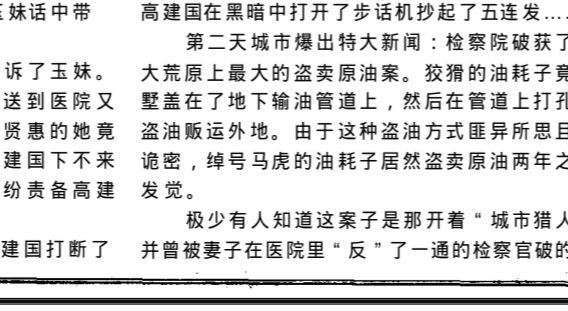 玉妹话中带
诉了玉妹。
送到医院又
贤惠的她竟
建国下不来
纷责备高建
建国打断了
高建国在黑暗中打开了步话机抄起了五连发…
第二天城市爆出特大新闻：检察院破获了
大荒原上最大的盗卖原油案。狡猾的油耗子竟
墅盖在了地下输油管道上，然后在管道上打孔
盗油贩运外地。由于这种盗油方式匪异所思且
诡密，绰号马虎的油耗子居然盗卖原油两年之
发觉。
极少有人知道这案子是那开着“城市猎人
并曾被妻子在医院里“反”了一通的检察官破的